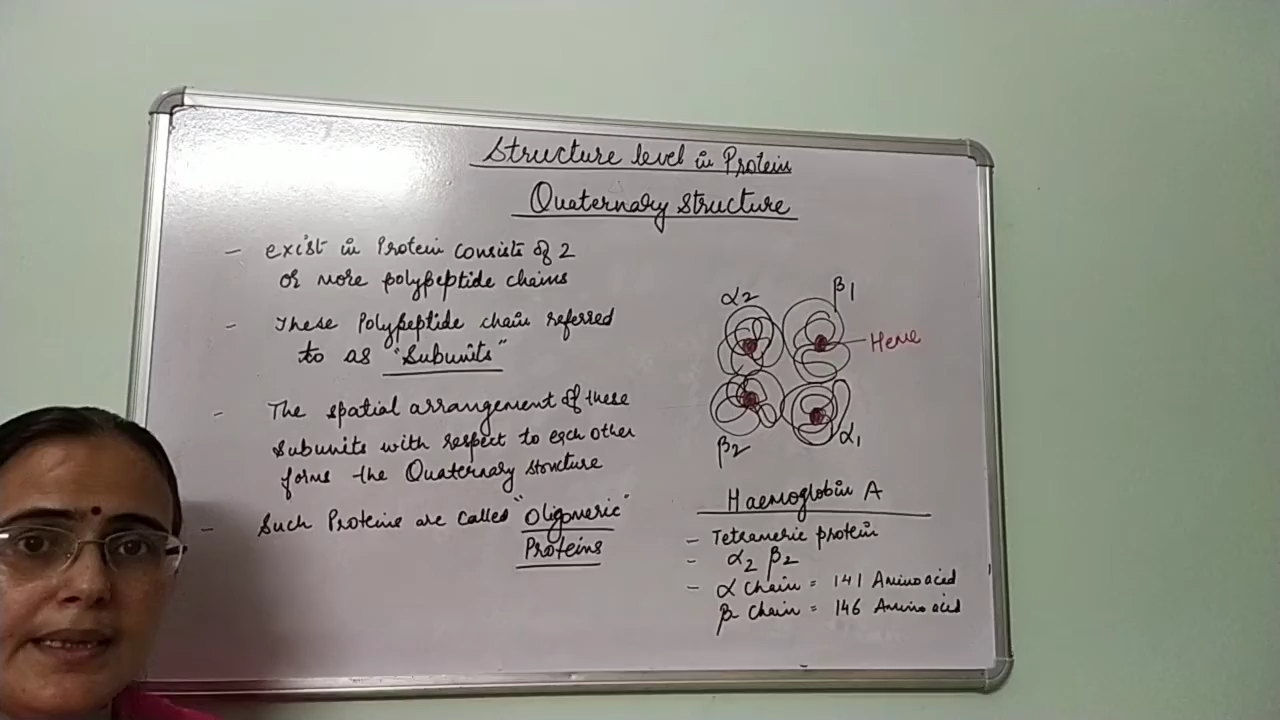 Structure level in Protein
Quaternary Structure
- exist in Protein consists of 2
or more polypeptide chains
- These Polypeptide chain referred
to as "Subunits"
- The spatial arrangement of these
Subunits with respect to each other
forms the Quaternary structure
- Such Proteins are called "Oligomeric"
Proteins
α2
β1
Heme
β2
α1
Haemoglobin A
- Tetrameric protein
- α2 β2
- α chain = 141 Amino acid
β chain = 146 Amino acid